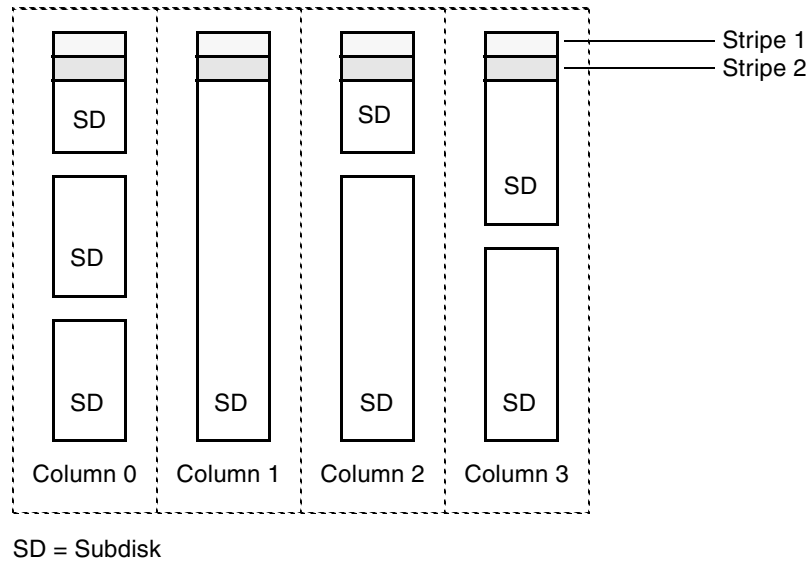 Stripe 1
Stripe 2
SD
SD
SD
SD
SD
SD
SD
SD
Column 0
Column 1
Column 2
Column 3
SD = Subdisk